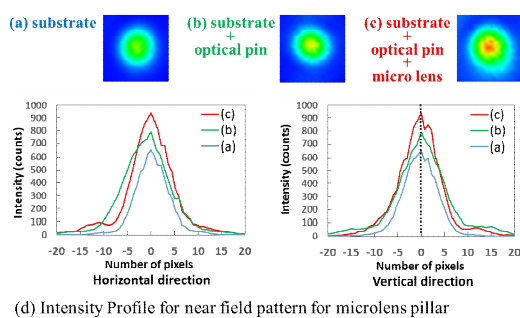 (a) substrate
(b) substrate
+
optical pin
(c) substrate
+
optical pin
+
micro lens
Intensity (counts)
1000
900
800
700
600
500
400
300
200
100
0
(c)
(b)
(a)
-20 -15 -10 -5 0 5 10 15 20
Number of pixels
Horizontal direction
Intensity (counts)
1000
900
800
700
600
500
400
300
200
100
0
(c)
(b)
(a)
-20 -15 -10 -5 0 5 10 15 20
Number of pixels
Vertical direction
(d) Intensity Profile for near field pattern for microlens pillar